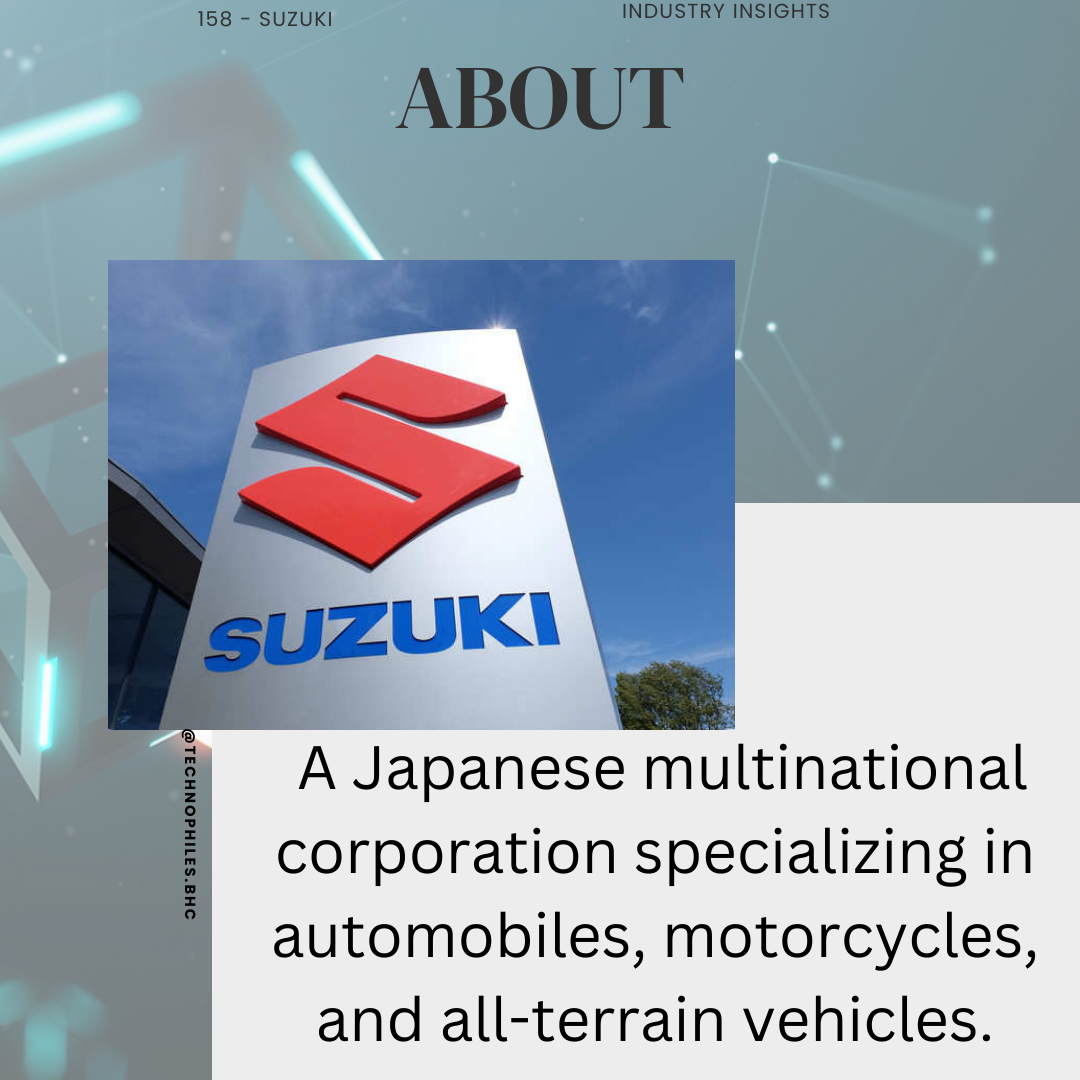 158 - SUZUKI
INDUSTRY INSIGHTS
ABOUT
SUZUKI
@TECHNOPHILES.BHC
A Japanese multinational
corporation specializing in
automobiles, motorcycles,
and all-terrain vehicles.